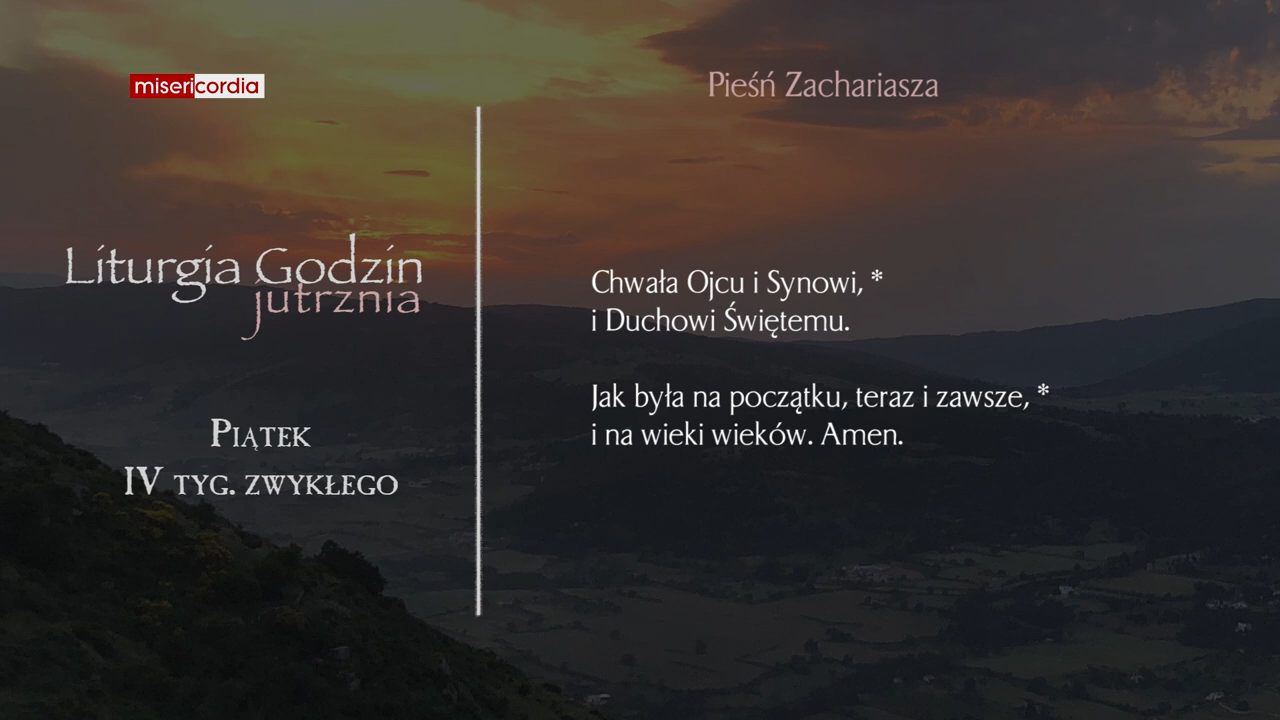 misericordia
Pieśń Zachariasza
Liturgia Godzin
jutrznia
Piątek
IV tyg. zwykłego
Chwała Ojcu i Synowi, *
i Duchowi Świętemu.
Jak była na początku, teraz i zawsze, *
i na wieki wieków. Amen.